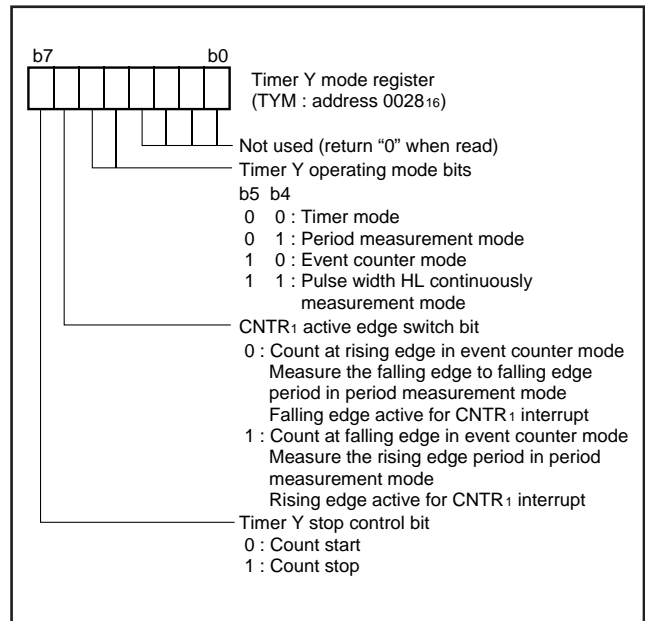 b7 b0
Timer Y mode register
(TYM : address 0028₁₆)
Not used (return “0” when read)
Timer Y operating mode bits
b5 b4
0 0 : Timer mode
0 1 : Period measurement mode
1 0 : Event counter mode
1 1 : Pulse width HL continuously
measurement mode
CNTR₁ active edge switch bit
0 : Count at rising edge in event counter mode
Measure the falling edge to falling edge
period in period measurement mode
Falling edge active for CNTR₁ interrupt
1 : Count at falling edge in event counter mode
Measure the rising edge period in period
measurement mode
Rising edge active for CNTR₁ interrupt
Timer Y stop control bit
0 : Count start
1 : Count stop